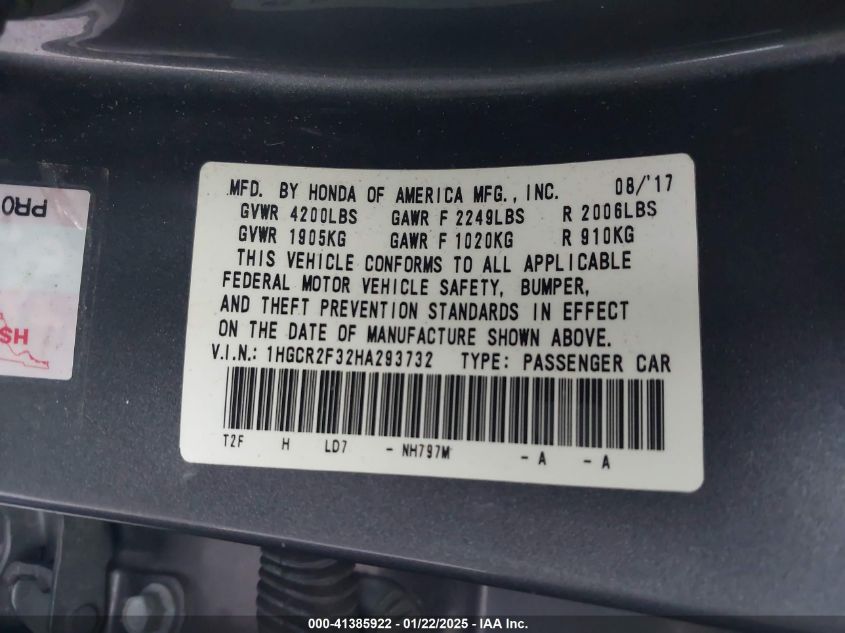 MFD. BY HONDA OF AMERICA MFG., INC. 08/'17
GVWR 4200LBS GAWR F 2249LBS R 2006LBS
GVWR 1905KG GAWR F 1020KG R 910KG
THIS VEHICLE CONFORMS TO ALL APPLICABLE
FEDERAL MOTOR VEHICLE SAFETY, BUMPER,
AND THEFT PREVENTION STANDARDS IN EFFECT
ON THE DATE OF MANUFACTURE SHOWN ABOVE.
V.I.N.: 1HGCR2F32HA293732 TYPE: PASSENGER CAR
T2F H LD7 - NH797M - A - A
PRO
HS
000-41385922 - 01/22/2025 - IAA Inc.